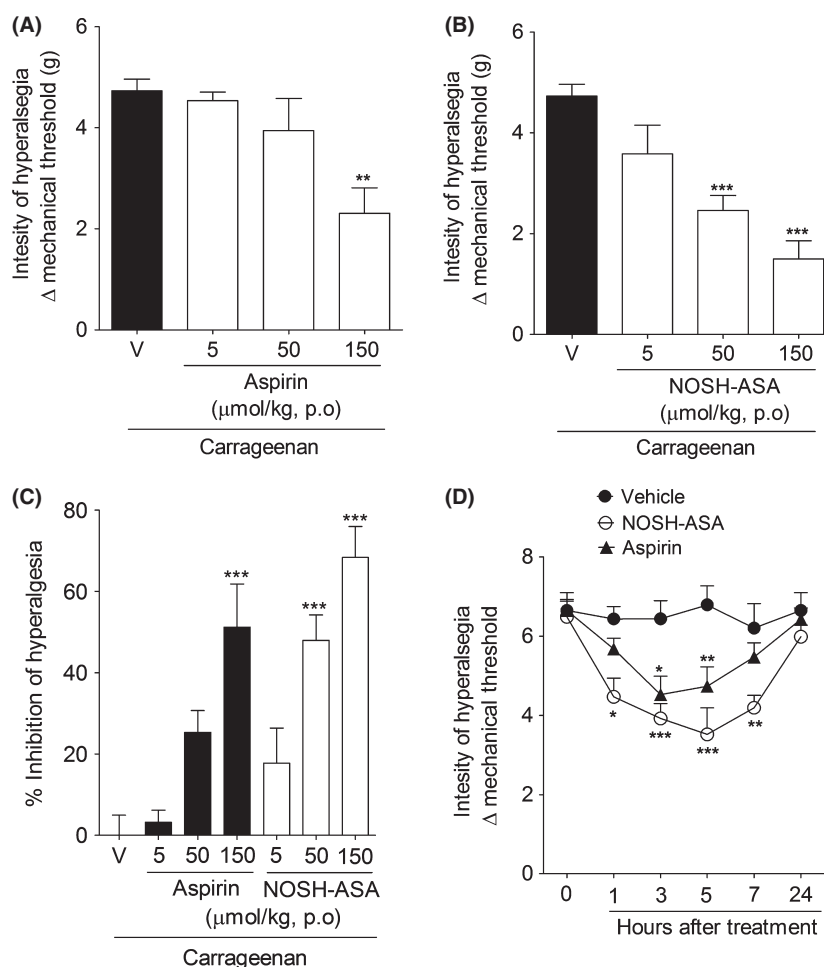 (A)
Intesity of hyperalsegia
Δ mechanical threshold (g)
6
4
2
0
**
V 5 50 150
Aspirin
(μmol/kg, p.o)
Carrageenan
(B)
Intesity of hyperalsegia
Δ mechanical threshold (g)
6
4
2
0
***
***
V 5 50 150
NOSH-ASA
(μmol/kg, p.o)
Carrageenan
(C)
% Inhibition of hyperalgesia
80
60
40
20
0
***
***
***
V 5 50 150 5 50 150
Aspirin NOSH-ASA
(μmol/kg, p.o)
Carrageenan
(D)
Vehicle
NOSH-ASA
Aspirin
Intesity of hyperalsegia
Δ mechanical threshold
8
6
4
2
0
* **
* *** *** **
0 1 3 5 7 24
Hours after treatment